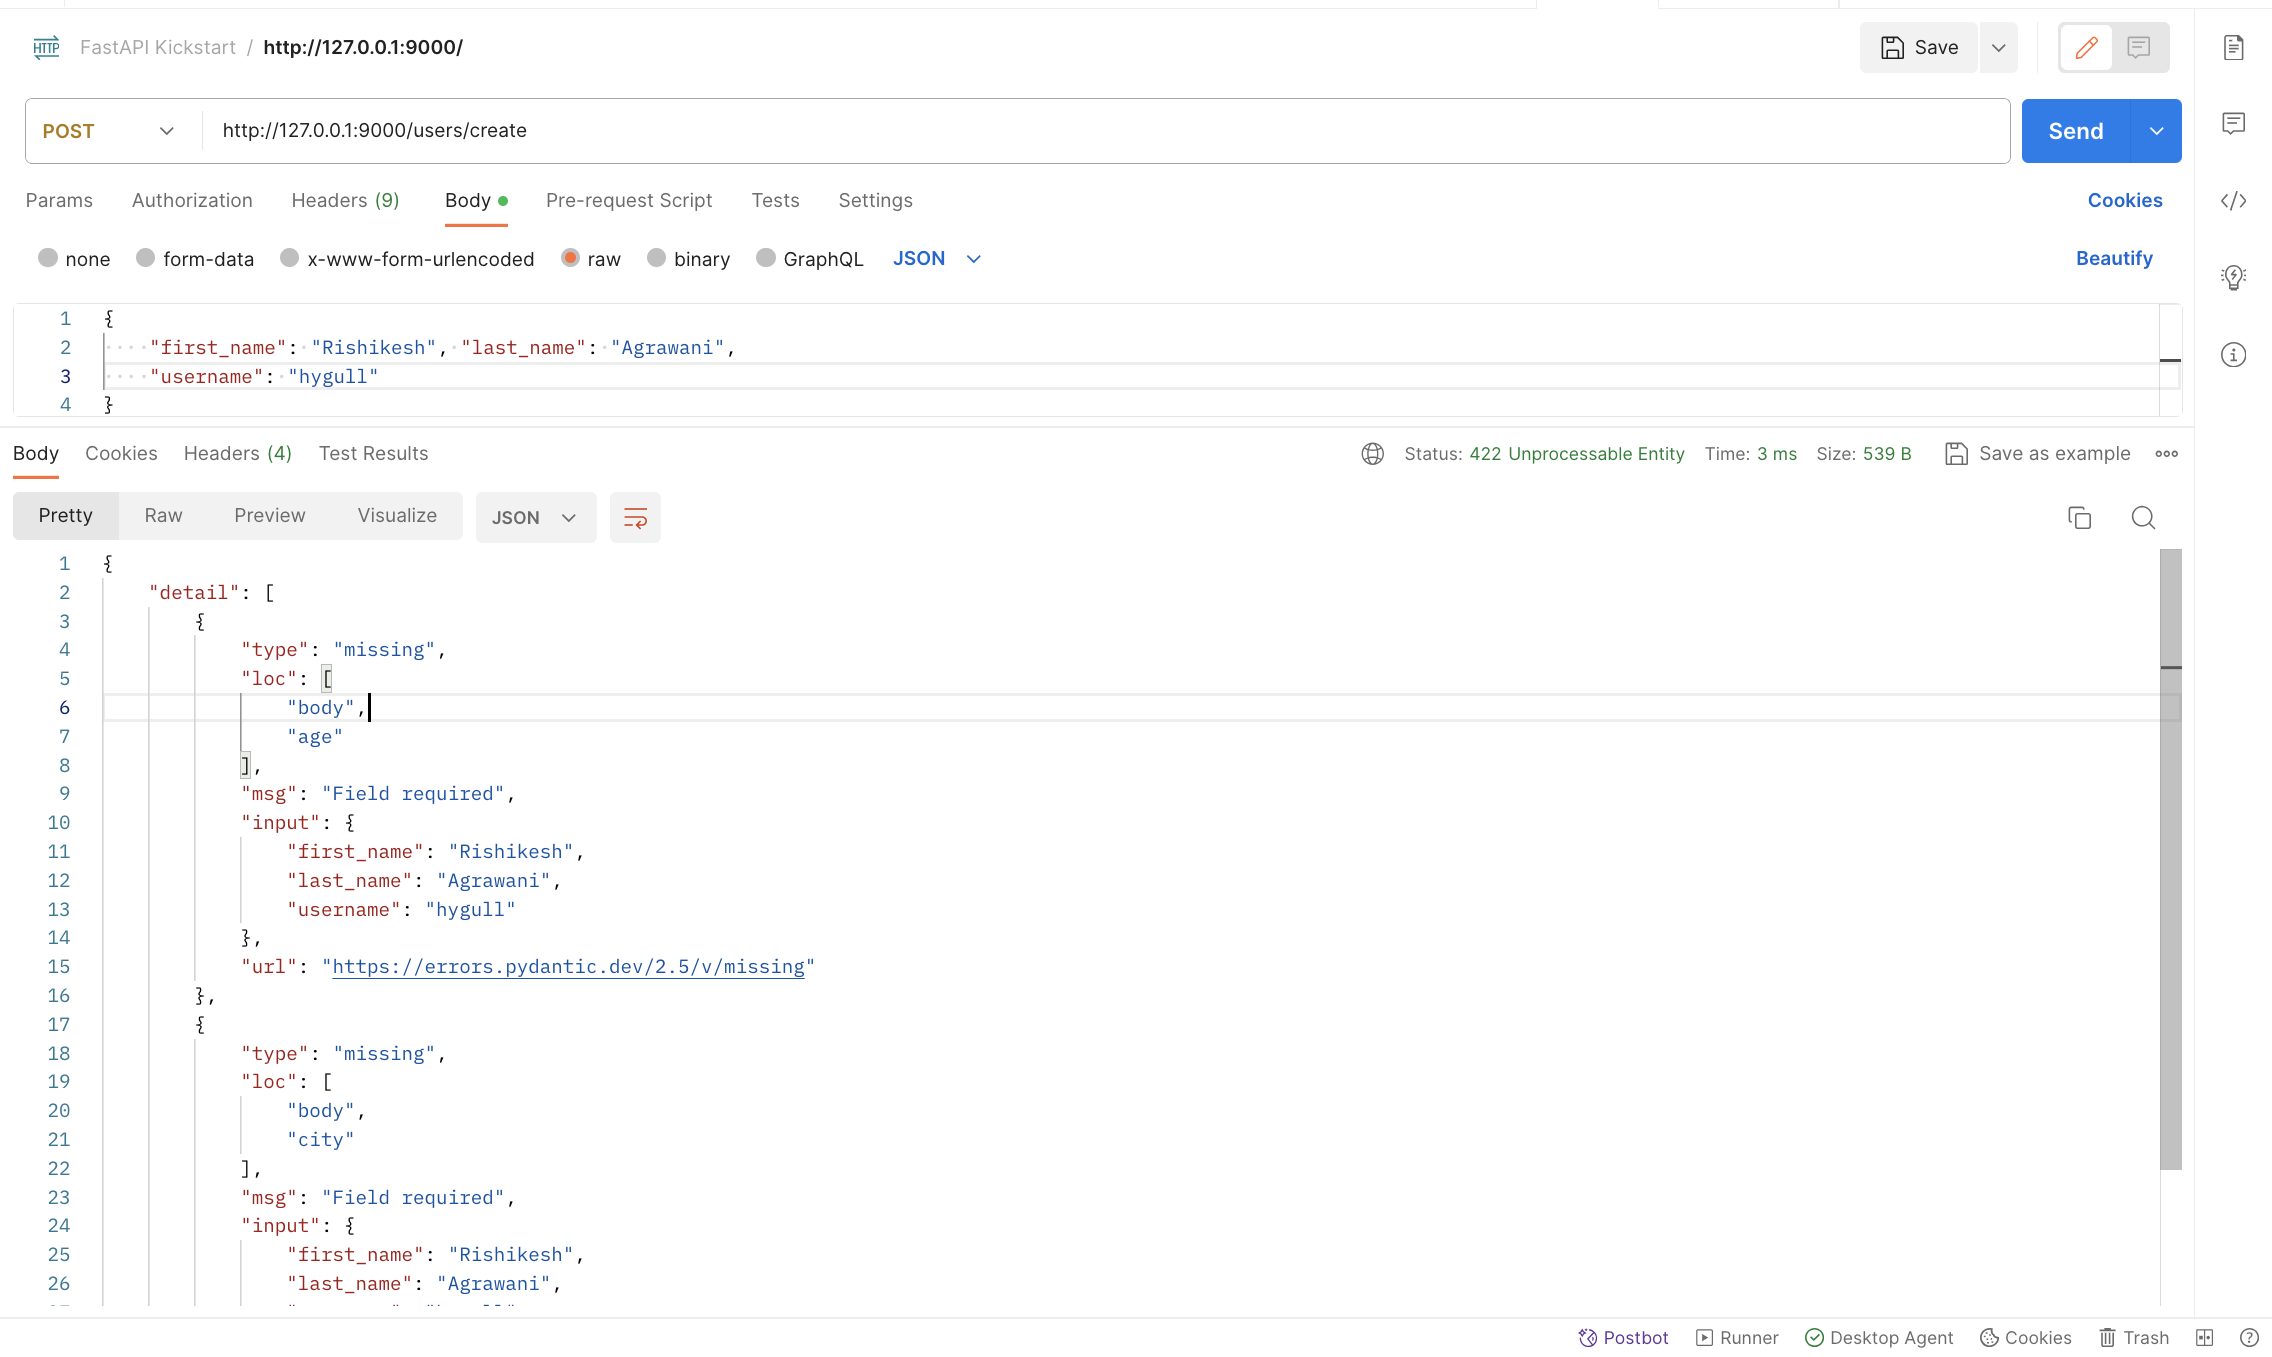 HTTP FastAPI Kickstart / http://127.0.0.1:9000/ Save
POST http://127.0.0.1:9000/users/create Send
Params Authorization Headers (9) Body Pre-request Script Tests Settings Cookies
none form-data x-www-form-urlencoded raw binary GraphQL JSON Beautify
1 {
2 "first_name": "Rishikesh", "last_name": "Agrawani",
3 "username": "hygull"
4 }
Body Cookies Headers (4) Test Results Status: 422 Unprocessable Entity Time: 3 ms Size: 539 B Save as example
Pretty Raw Preview Visualize JSON
1 {
2 "detail": [
3 {
4 "type": "missing",
5 "loc": [
6 "body",
7 "age"
8 ],
9 "msg": "Field required",
10 "input": {
11 "first_name": "Rishikesh",
12 "last_name": "Agrawani",
13 "username": "hygull"
14 },
15 "url": "https://errors.pydantic.dev/2.5/v/missing"
16 },
17 {
18 "type": "missing",
19 "loc": [
20 "body",
21 "city"
22 ],
23 "msg": "Field required",
24 "input": {
25 "first_name": "Rishikesh",
26 "last_name": "Agrawani",
Postbot Runner Desktop Agent Cookies Trash